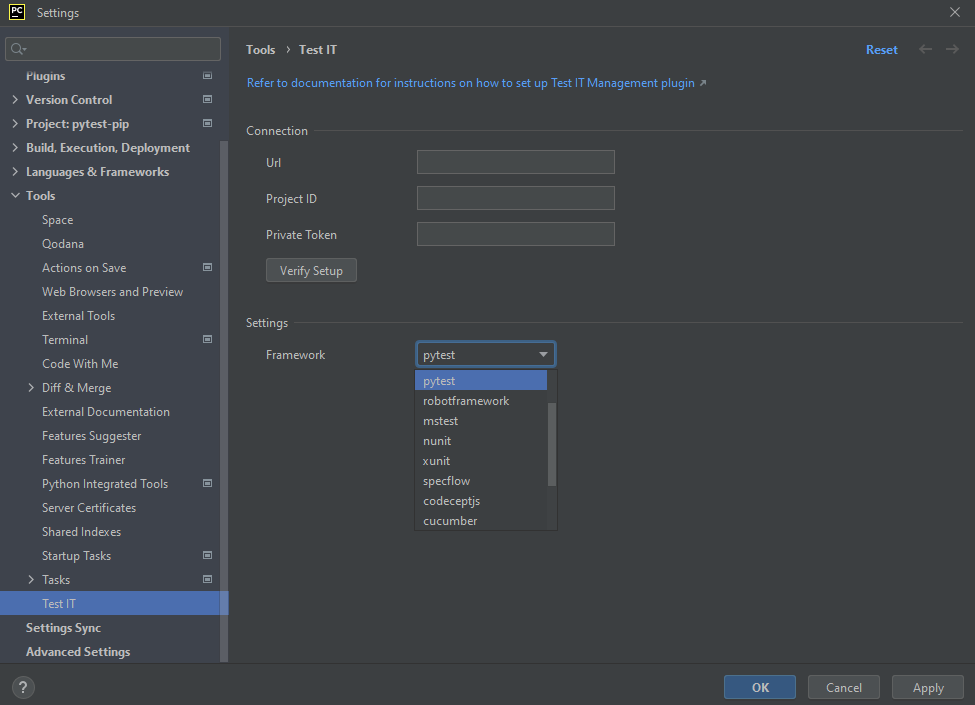 PC
Settings
Plugins
Version Control
Project: pytest-pip
Build, Execution, Deployment
Languages & Frameworks
Tools
Space
Qodana
Actions on Save
Web Browsers and Preview
External Tools
Terminal
Code With Me
Diff & Merge
External Documentation
Features Suggester
Features Trainer
Python Integrated Tools
Server Certificates
Shared Indexes
Startup Tasks
Tasks
Test IT
Settings Sync
Advanced Settings
Tools › Test IT
Reset
Refer to documentation for instructions on how to set up Test IT Management plugin
Connection
Url
Project ID
Private Token
Verify Setup
Settings
Framework
pytest
pytest
robotframework
mstest
nunit
xunit
specflow
codeceptjs
cucumber
?
OK
Cancel
Apply